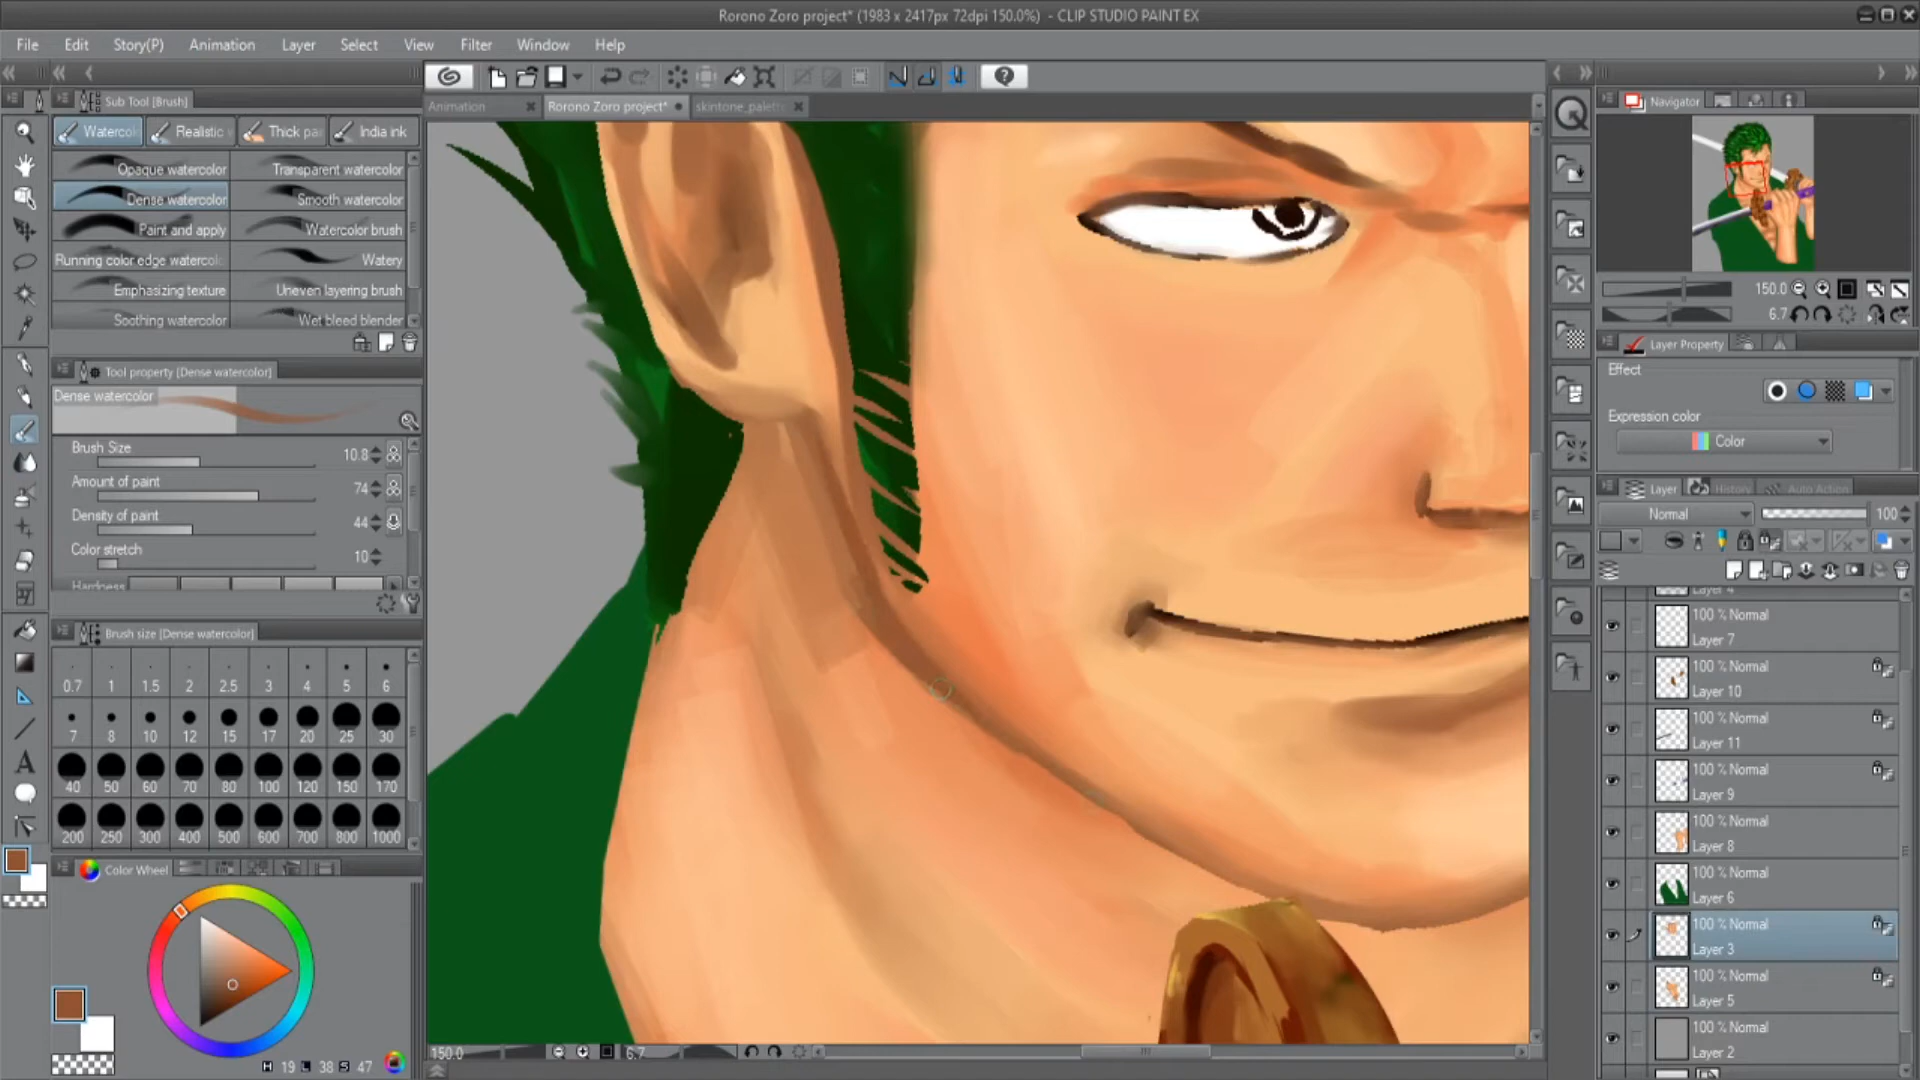 Rorono Zoro project* (1983 x 2417px 72dpi 150.0%) - CLIP STUDIO PAINT EX
File Edit Story(P) Animation Layer Select View Filter Window Help
Sub Tool [Brush]
Animation Rorono Zoro project* skintone_palett
Navigator
Watercol Realistic w Thick pa India ink
Opaque watercolor Transparent watercolor
Dense watercolor Smooth watercolor
Paint and apply Watercolor brush
Running color edge watercolo Watery
Emphasizing texture Uneven layering brush
Soothing watercolor Wet bleed blender
150.0
6.7
Layer Property
Effect
Expression color
Color
Tool property [Dense watercolor]
Dense watercolor
Brush Size 10.8
Amount of paint 74
Density of paint 44
Color stretch 10
Hardness
Brush size [Dense watercolor]
0.7 1 1.5 2 2.5 3 4 5 6
7 8 10 12 15 17 20 25 30
40 50 60 70 80 100 120 150 170
200 250 300 400 500 600 700 800 1000
Color Wheel
H 19 L 38 S 47
150.0 6.7
Layer History Auto Action
Normal 100
Layer 4
100 % Normal
Layer 7
100 % Normal
Layer 10
100 % Normal
Layer 11
100 % Normal
Layer 9
100 % Normal
Layer 8
100 % Normal
Layer 6
100 % Normal
Layer 3
100 % Normal
Layer 5
100 % Normal
Layer 2